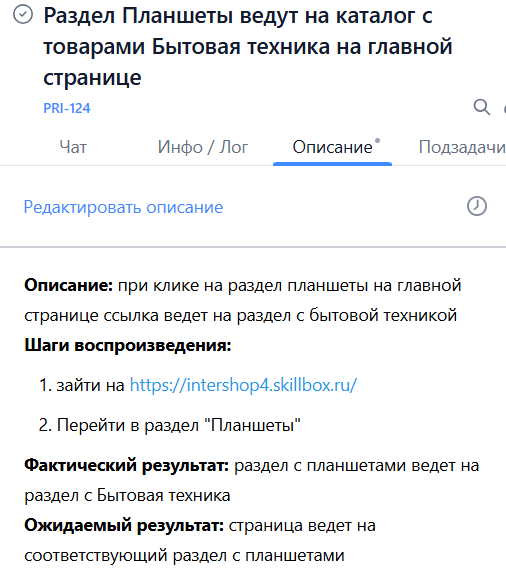 Раздел Планшеты ведут на каталог с
товарами Бытовая техника на главной
странице
PRI-124
Чат
Инфо / Лог
Описание
Подзадачи
Редактировать описание
Описание: при клике на раздел планшеты на главной
странице ссылка ведет на раздел с бытовой техникой
Шаги воспроизведения:
1. зайти на https://intershop4.skillbox.ru/
2. Перейти в раздел "Планшеты"
Фактический результат: раздел с планшетами ведет на
раздел с Бытовая техника
Ожидаемый результат: страница ведет на
соответствующий раздел с планшетами